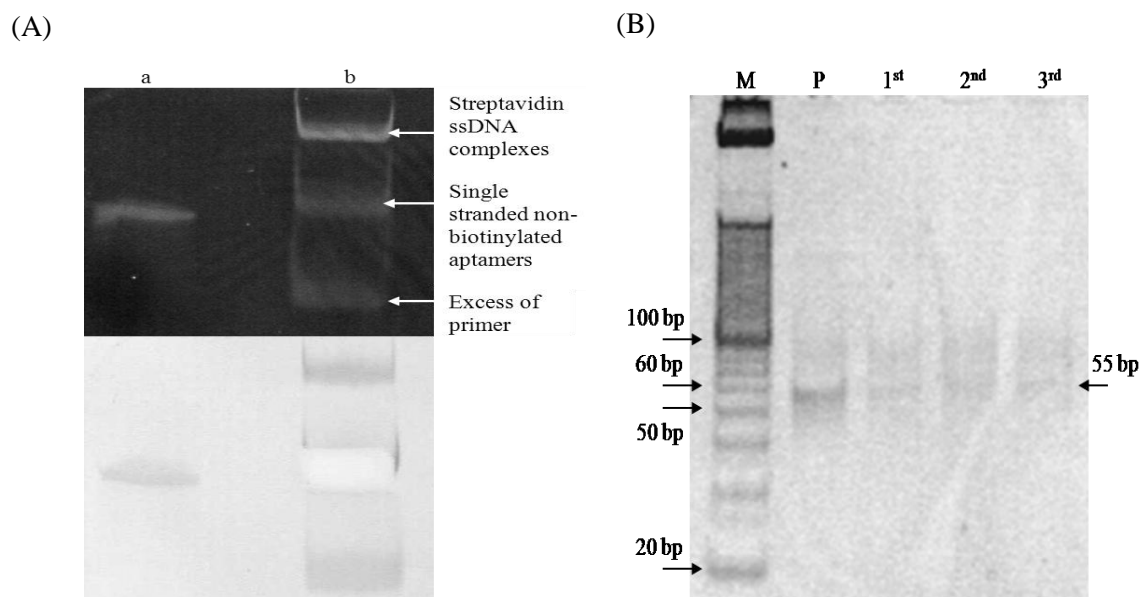 (A)
a
b
Streptavidin
ssDNA
complexes
Single
stranded non-
biotinylated
aptamers
Excess of
primer
(B)
M P 1st 2nd 3rd
100 bp
60 bp
55 bp
50 bp
20 bp